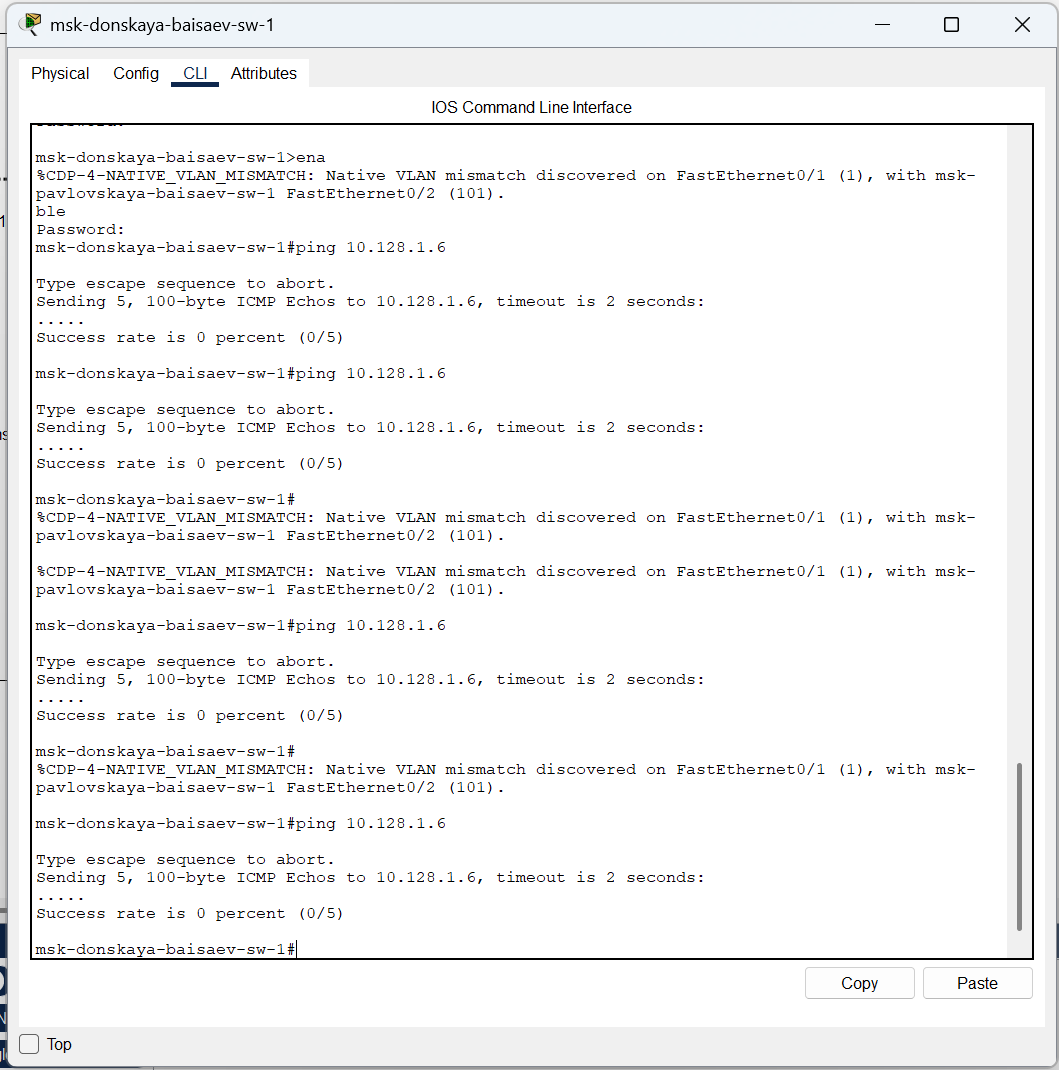 msk-donskaya-baisaev-sw-1
Physical Config CLI Attributes
IOS Command Line Interface
msk-donskaya-baisaev-sw-1>ena
%CDP-4-NATIVE_VLAN_MISMATCH: Native VLAN mismatch discovered on FastEthernet0/1 (1), with msk-
pavlovskaya-baisaev-sw-1 FastEthernet0/2 (101).
ble
Password:
msk-donskaya-baisaev-sw-1#ping 10.128.1.6
Type escape sequence to abort.
Sending 5, 100-byte ICMP Echos to 10.128.1.6, timeout is 2 seconds:
.....
Success rate is 0 percent (0/5)
msk-donskaya-baisaev-sw-1#ping 10.128.1.6
Type escape sequence to abort.
Sending 5, 100-byte ICMP Echos to 10.128.1.6, timeout is 2 seconds:
.....
Success rate is 0 percent (0/5)
msk-donskaya-baisaev-sw-1#
%CDP-4-NATIVE_VLAN_MISMATCH: Native VLAN mismatch discovered on FastEthernet0/1 (1), with msk-
pavlovskaya-baisaev-sw-1 FastEthernet0/2 (101).
%CDP-4-NATIVE_VLAN_MISMATCH: Native VLAN mismatch discovered on FastEthernet0/1 (1), with msk-
pavlovskaya-baisaev-sw-1 FastEthernet0/2 (101).
msk-donskaya-baisaev-sw-1#ping 10.128.1.6
Type escape sequence to abort.
Sending 5, 100-byte ICMP Echos to 10.128.1.6, timeout is 2 seconds:
.....
Success rate is 0 percent (0/5)
msk-donskaya-baisaev-sw-1#
%CDP-4-NATIVE_VLAN_MISMATCH: Native VLAN mismatch discovered on FastEthernet0/1 (1), with msk-
pavlovskaya-baisaev-sw-1 FastEthernet0/2 (101).
msk-donskaya-baisaev-sw-1#ping 10.128.1.6
Type escape sequence to abort.
Sending 5, 100-byte ICMP Echos to 10.128.1.6, timeout is 2 seconds:
.....
Success rate is 0 percent (0/5)
msk-donskaya-baisaev-sw-1#
Copy Paste
Top